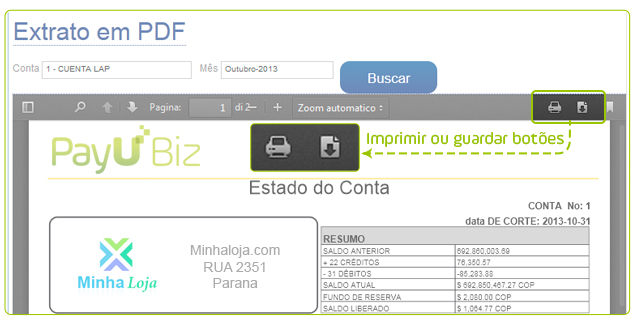 Extrato em PDF
Conta 1 - CUENTA LAP Mês Outubro-2013 Buscar
Pagina: 1 di 2 Zoom automatico
PayU Biz
Imprimir ou guardar botões
Estado do Conta
CONTA No: 1
data DE CORTE: 2013-10-31
Minha Loja
Minhaloja.com
RUA 2351
Parana
RESUMO
SALDO ANTERIOR 692,860,003.69
+ 22 CRÉDITOS 76,350.57
- 31 DÉBITOS -85,283.88
SALDO ATUAL $ 692,850,467.27 COP
FUNDO DE RESERVA $ 2,080.00 COP
SALDO LIBERADO $ 1,064.77 COP